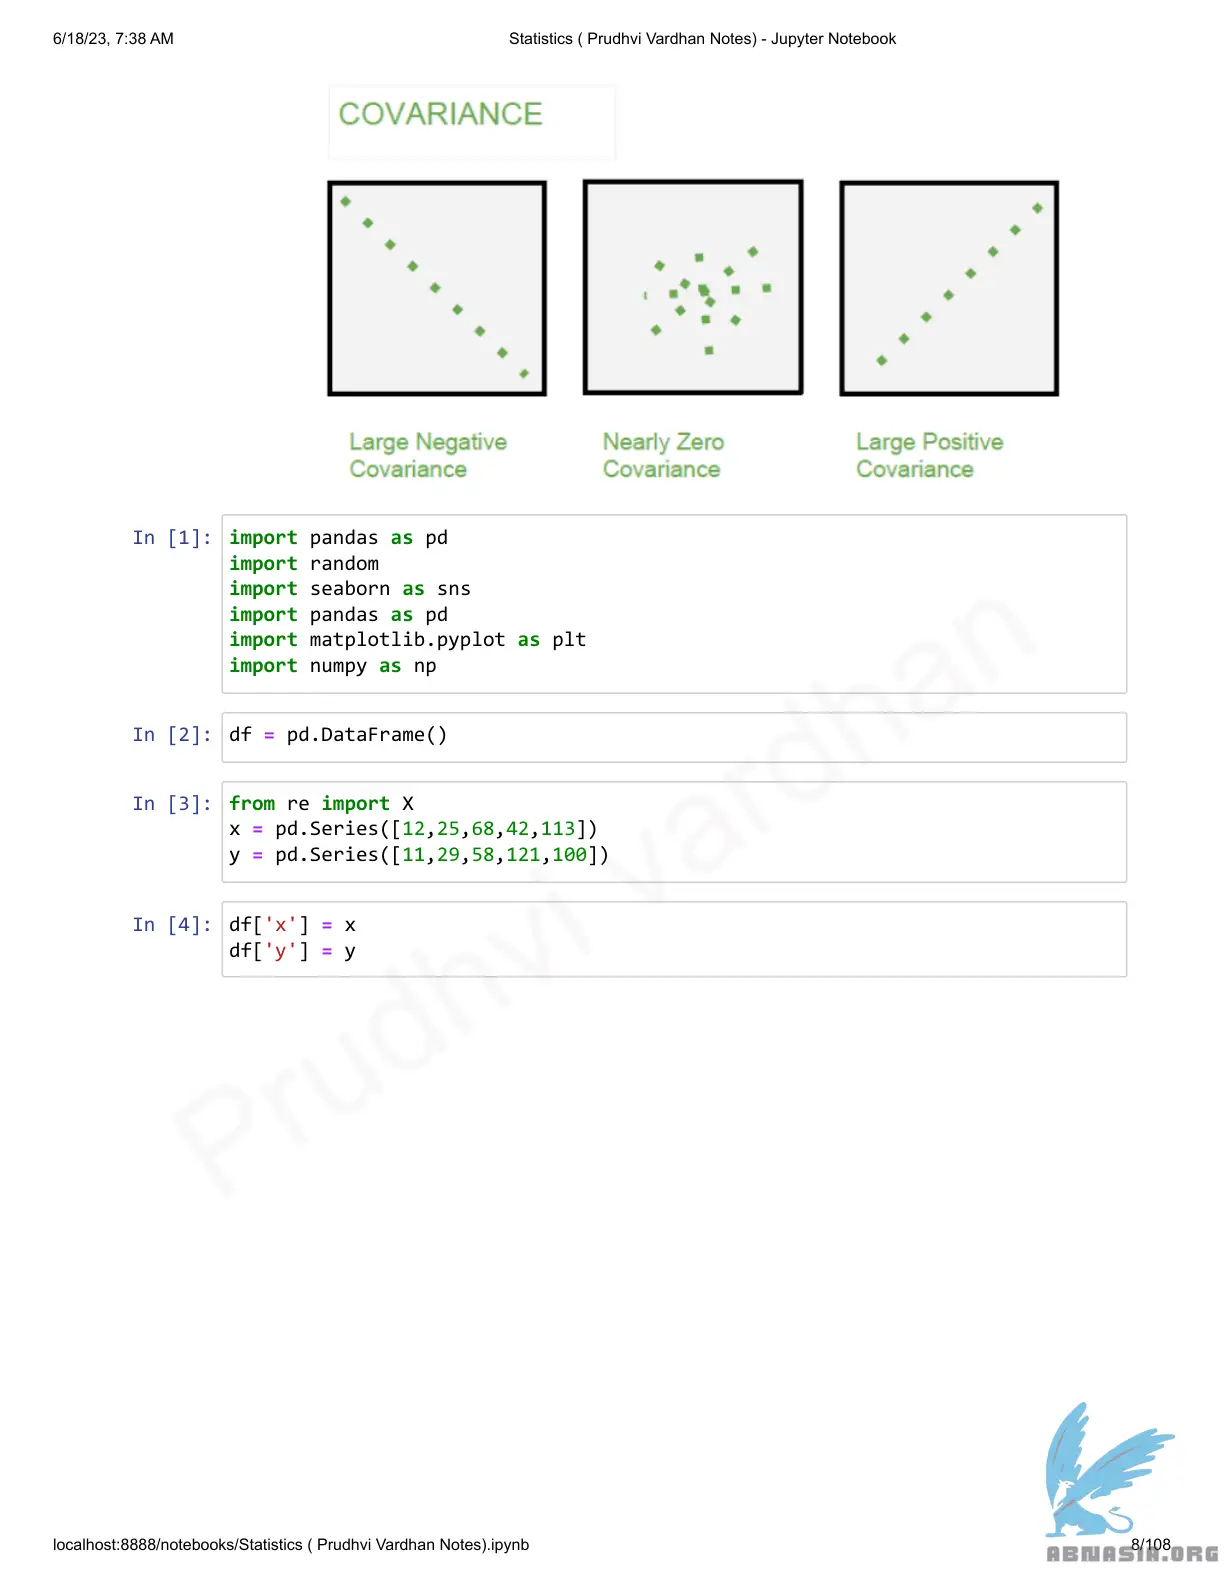 6/18/23, 7:38 AM
Statistics ( Prudhvi Vardhan Notes) - Jupyter Notebook
COVARIANCE
Large Negative
Covariance
Nearly Zero
Covariance
Large Positive
Covariance
In [1]:
import pandas as pd
import random
import seaborn as sns
import pandas as pd
import matplotlib.pyplot as plt
import numpy as np
In [2]:
df = pd.DataFrame()
In [3]:
from re import X
x = pd.Series([12,25,68,42,113])
y = pd.Series([11,29,58,121,100])
In [4]:
df['x'] = x
df['y'] = y
Prudhvi vardhan
localhost:8888/notebooks/Statistics ( Prudhvi Vardhan Notes).ipynb
8/108
ABNASIA.ORG